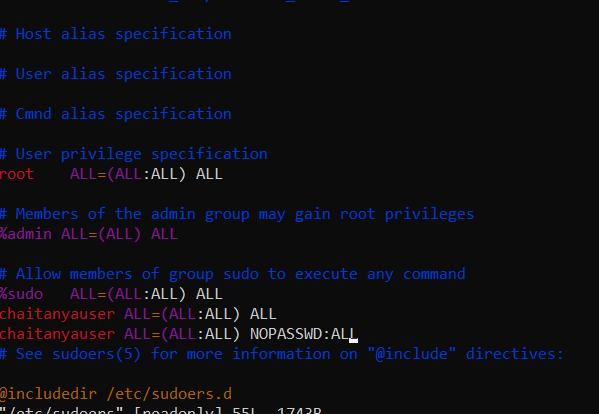 # Host alias specification
# User alias specification
# Cmnd alias specification
# User privilege specification
root    ALL=(ALL:ALL) ALL
# Members of the admin group may gain root privileges
%admin ALL=(ALL) ALL
# Allow members of group sudo to execute any command
%sudo   ALL=(ALL:ALL) ALL
chaitanyauser ALL=(ALL:ALL) ALL
chaitanyauser ALL=(ALL:ALL) NOPASSWD:ALL
# See sudoers(5) for more information on "@include" directives:
@includedir /etc/sudoers.d
"/etc/sudoers" [readonly] 55L, 1743B